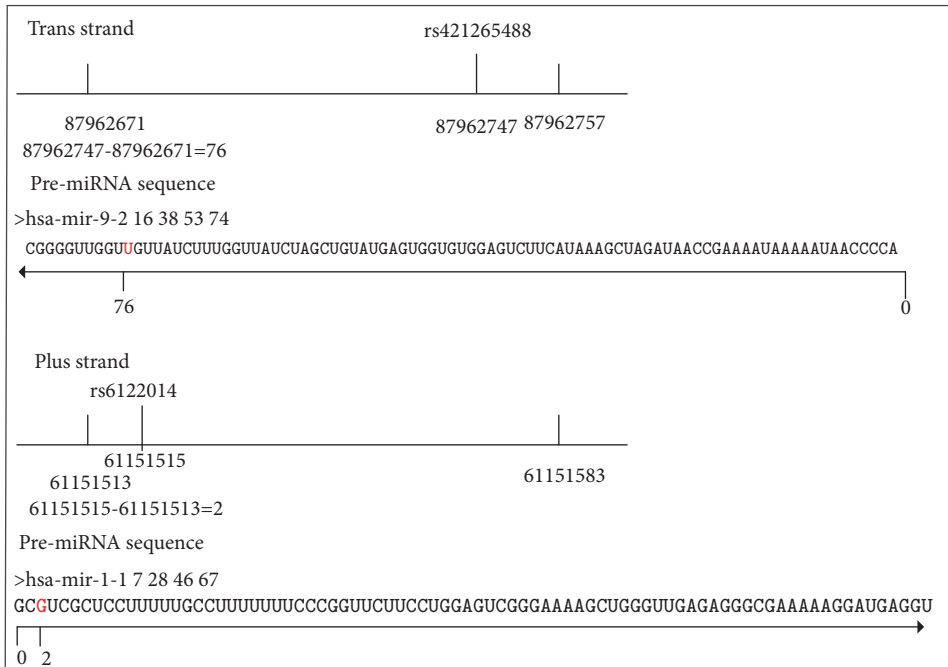 Trans strand
rs421265488
87962671
87962747 87962757
87962747-87962671=76
Pre-miRNA sequence
>hsa-mir-9-2 16 38 53 74
CGGGGUUGGUUGUUAUCUUUGGUUAUCUAGCUGUAUGAGUGGUGUGGAGUCUUCAUAAAGCUAGAUAACCGAAAAUAAAAAUAACCCCA
76
0
Plus strand
rs6122014
61151515
61151513
61151583
61151515-61151513=2
Pre-miRNA sequence
>hsa-mir-1-1 7 28 46 67
GCGUCGCUCCUUUUUGCCUUUUUUUUCCCGGUUCUUCCUGGAGUCGGGAAAAGCUGGGUUGAGAGGGCGAAAAAGGAUGAGGU
0 2